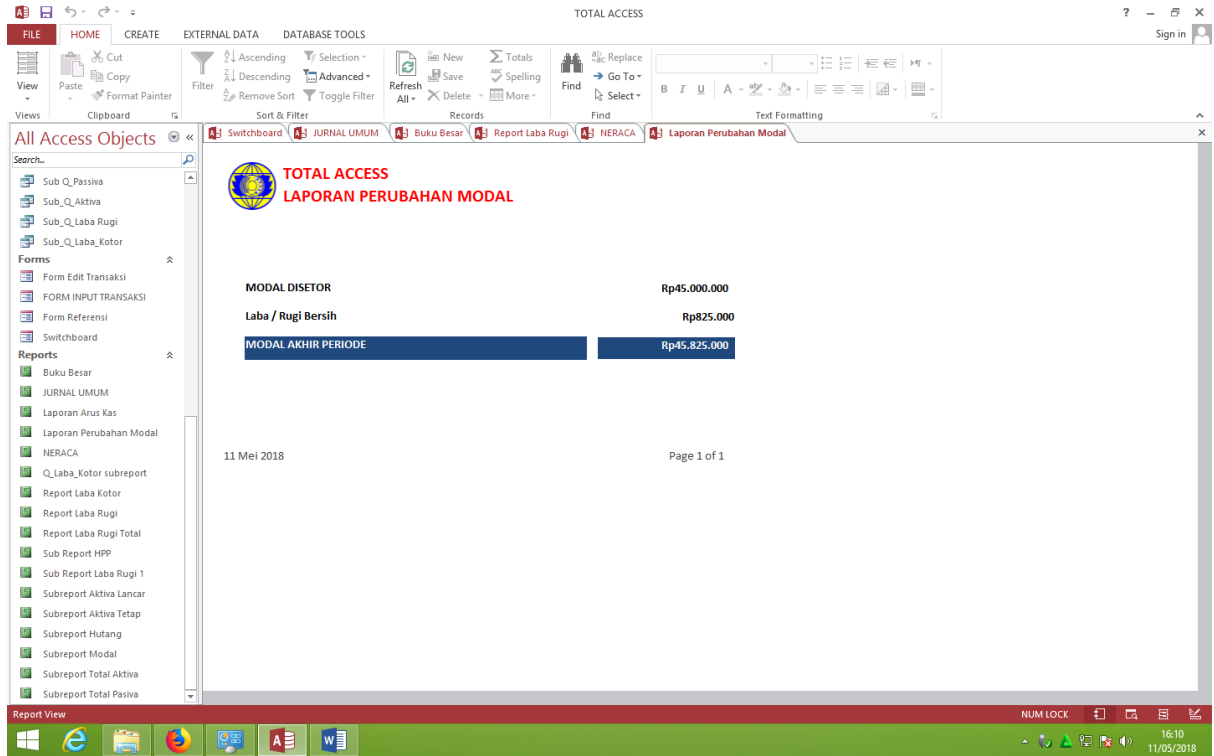 TOTAL ACCESS
? 
FILE HOME CREATE EXTERNAL DATA DATABASE TOOLS Sign in
View
Views
Paste
Cut
Copy
Format Painter
Clipboard
Filter
Ascending
Descending
Remove Sort
Selection
Advanced
Toggle Filter
Sort & Filter
Refresh
All
New
Save
Delete
Totals
Spelling
More
Records
Find
Replace
Go To
Select
Find
B I U A
Text Formatting
All Access Objects
Search..
Sub Q_Passiva
Sub_Q_Aktiva
Sub_Q_Laba Rugi
Sub_Q_Laba_Kotor
Forms
Form Edit Transaksi
FORM INPUT TRANSAKSI
Form Referensi
Switchboard
Reports
Buku Besar
JURNAL UMUM
Laporan Arus Kas
Laporan Perubahan Modal
NERACA
Q_Laba_Kotor subreport
Report Laba Kotor
Report Laba Rugi
Report Laba Rugi Total
Sub Report HPP
Sub Report Laba Rugi 1
Subreport Aktiva Lancar
Subreport Aktiva Tetap
Subreport Hutang
Subreport Modal
Subreport Total Aktiva
Subreport Total Pasiva
Switchboard JURNAL UMUM Buku Besar Report Laba Rugi NERACA Laporan Perubahan Modal
TOTAL ACCESS
LAPORAN PERUBAHAN MODAL
MODAL DISETOR Rp45.000.000
Laba / Rugi Bersih Rp825.000
MODAL AKHIR PERIODE Rp45.825.000
11 Mei 2018 Page 1 of 1
Report View NUM LOCK
16:10
11/05/2018